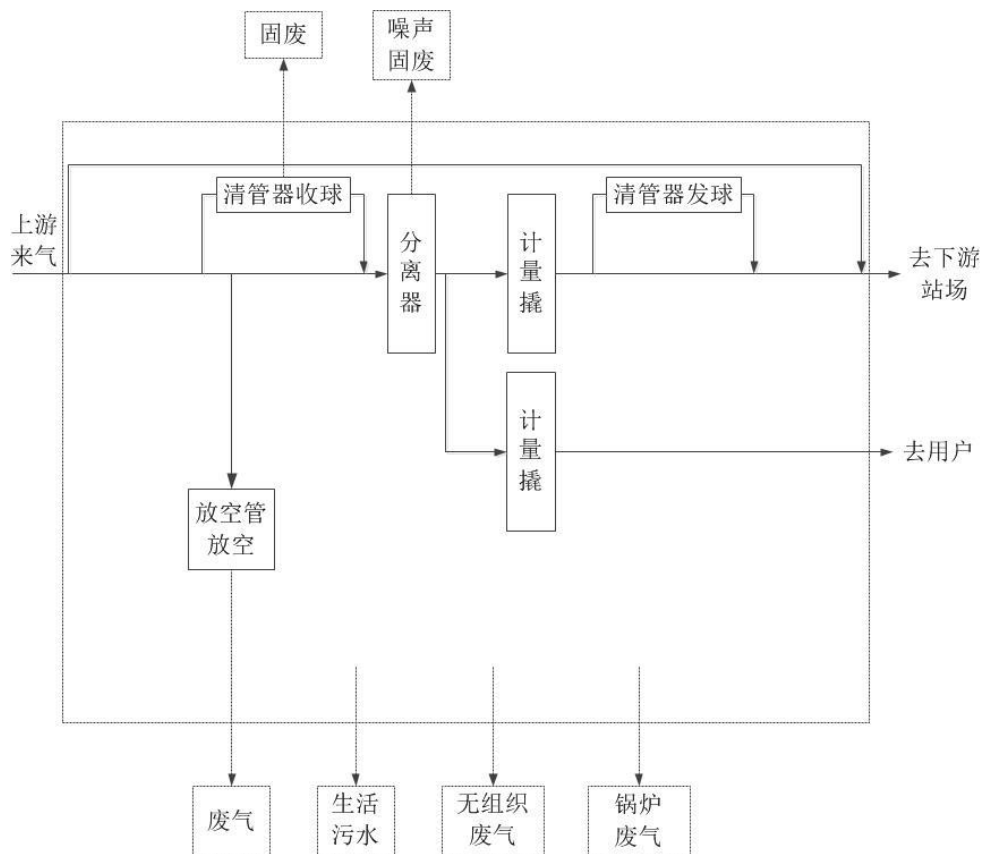 固废
噪声
固废
清管器收球
清管器发球
上游
来气
分
离
器
计
量
撬
去下游
站场
计
量
撬
去用户
放空管
放空
废气
生活
污水
无组织
废气
锅炉
废气